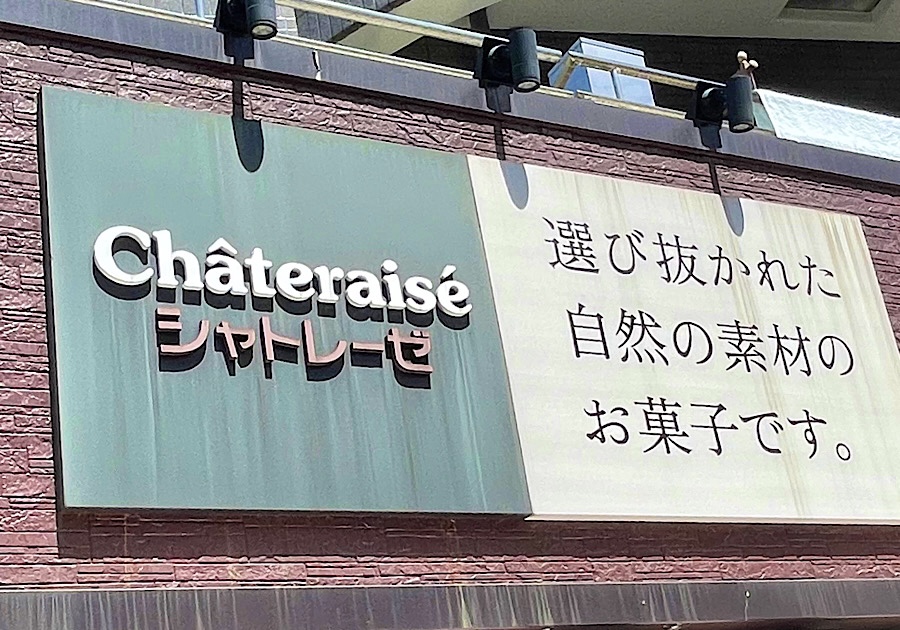 Châteraisé
シャトレーゼ
選び抜かれた
自然の素材の
お菓子です。